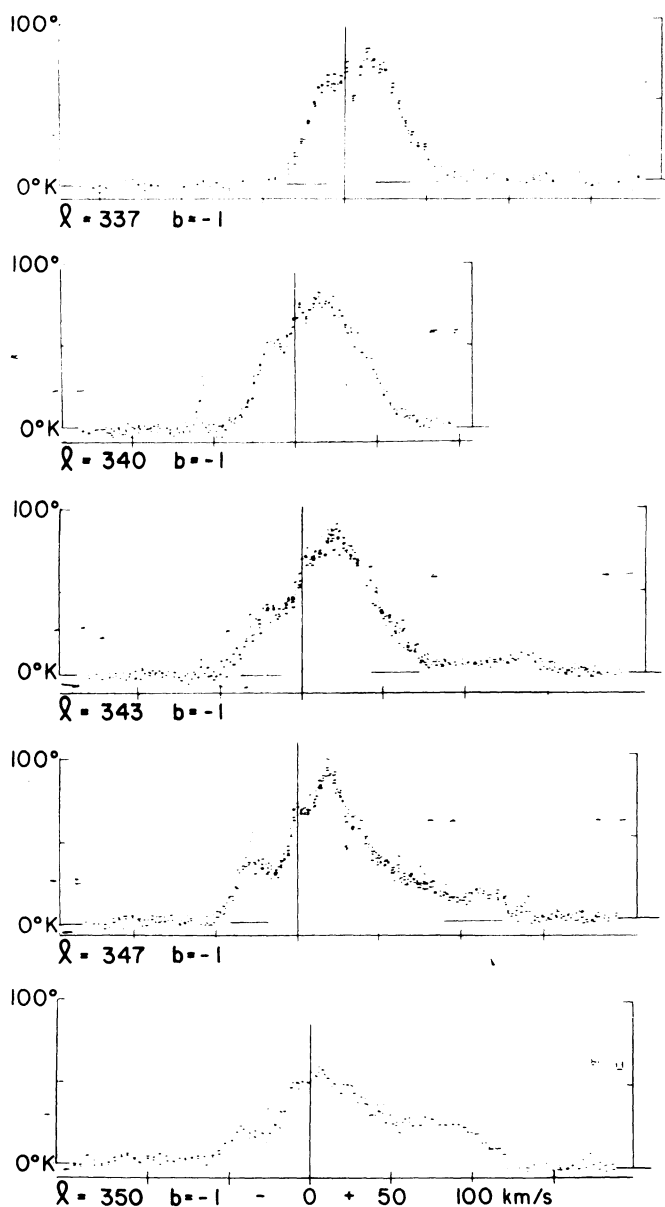 100°
0°K
ℓ = 337 b=-1
100°
0°K
ℓ = 340 b=-1
100°
0°K
ℓ = 343 b=-1
100°
0°K
ℓ = 347 b=-1
100°
0°K
ℓ = 350 b=-1 - 0 + 50 100 km/s